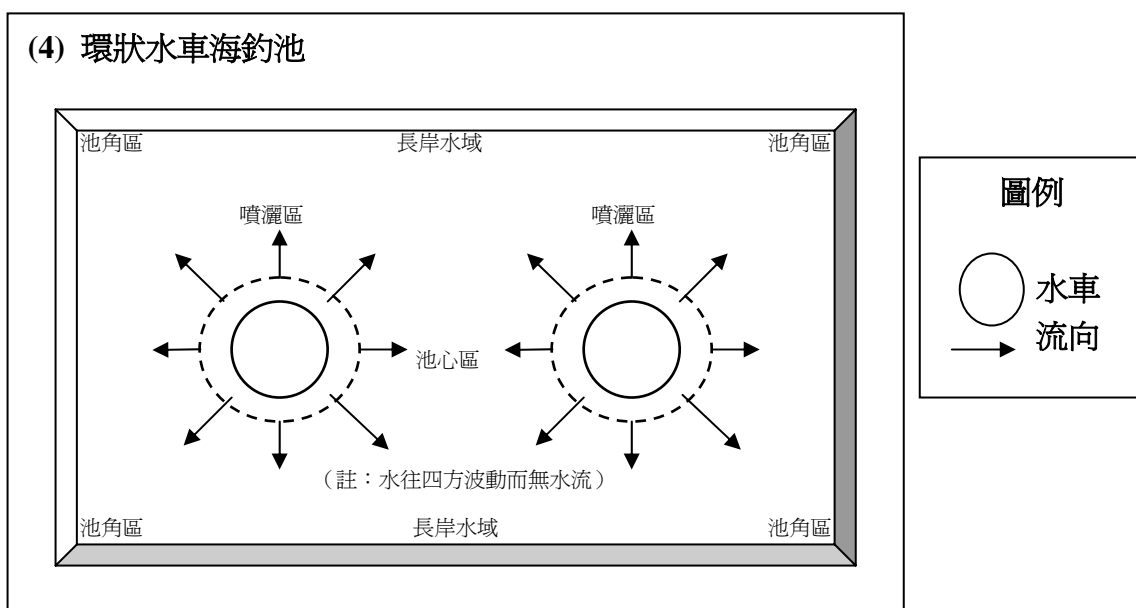 (4) 環狀水車海釣池
池角區 長岸水域 池角區
噴灑區 噴灑區
池心區
（註：水往四方波動而無水流）
池角區 長岸水域 池角區
圖例
水車
流向